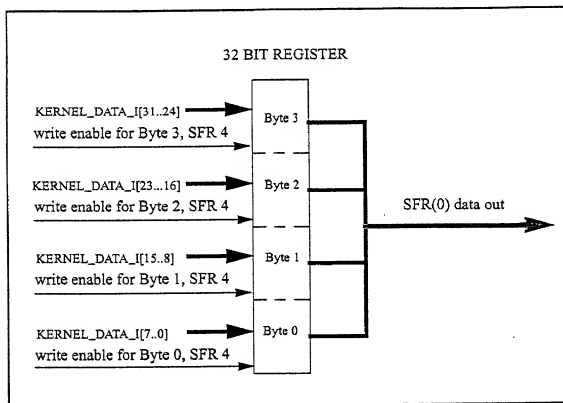 32 BIT REGISTER
KERNEL_DATA_I[31..24]
Byte 3
write enable for Byte 3, SFR 4
KERNEL_DATA_I[23...16]
Byte 2
write enable for Byte 2, SFR 4
SFR(0) data out
KERNEL_DATA_I[15..8]
Byte 1
write enable for Byte 1, SFR 4
KERNEL_DATA_I[7..0]
Byte 0
write enable for Byte 0, SFR 4